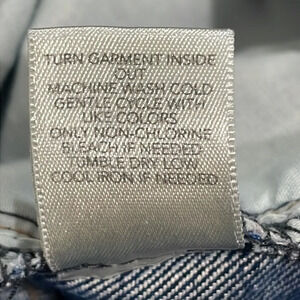 TURN GARMENT INSIDE
OUT
MACHINE WASH COLD
GENTLE CYCLE WITH
LIKE COLORS
ONLY NON-CHLORINE
BLEACH IF NEEDED
TUMBLE DRY LOW
COOL IRON IF NEEDED